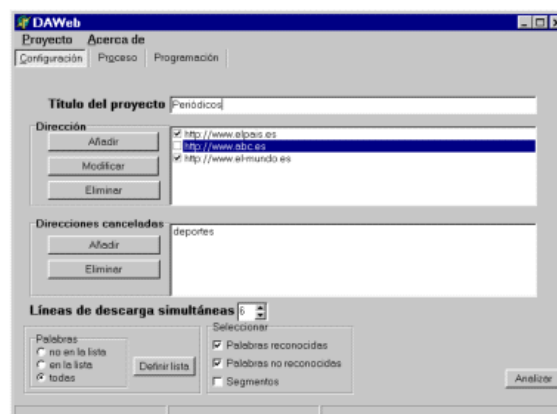 DAWeb
Proyecto Acerca de
Configuración Proceso Programación
Título del proyecto Periódicos
Dirección
Añadir
Modificar
Eliminar
http://www.elpais.es
http://www.abc.es
http://www.el-mundo.es
Direcciones canceladas
Añadir
Eliminar
deportes
Líneas de descarga simultáneas 6
Palabras
no en la lista
en la lista
todas
Definir lista
Seleccionar
Palabras reconocidas
Palabras no reconocidas
Segmentos
Analizar